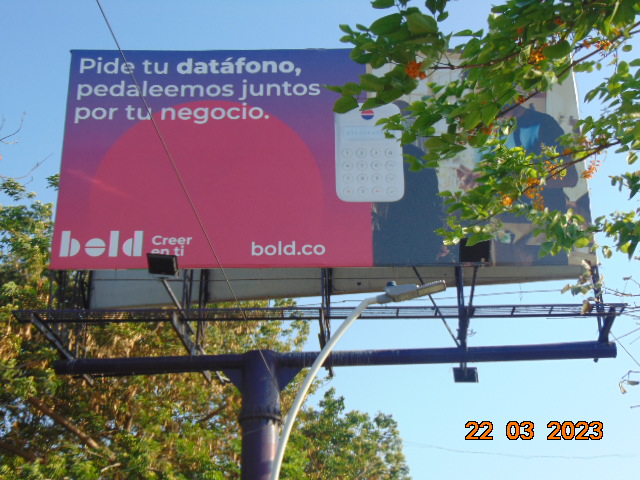 Pide tu datáfono,
pedaleemos juntos
por tu negocio.
bold Creer
en ti
bold.co
22 03 2023